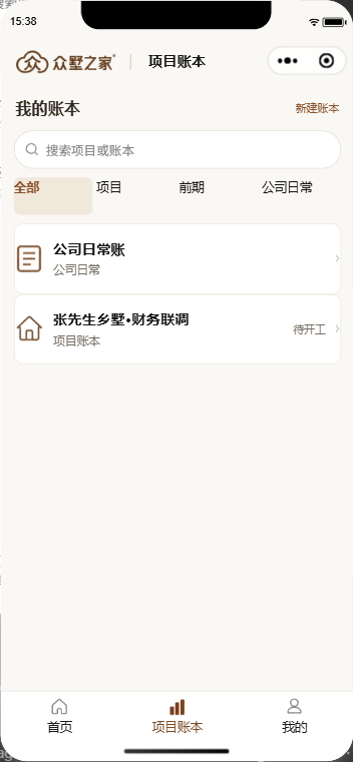 15:38
众墅之家 项目账本
我的账本 新建账本
搜索项目或账本
全部 项目 前期 公司日常
公司日常账
公司日常
张先生乡墅·财务联调
项目账本 待开工
首页 项目账本 我的